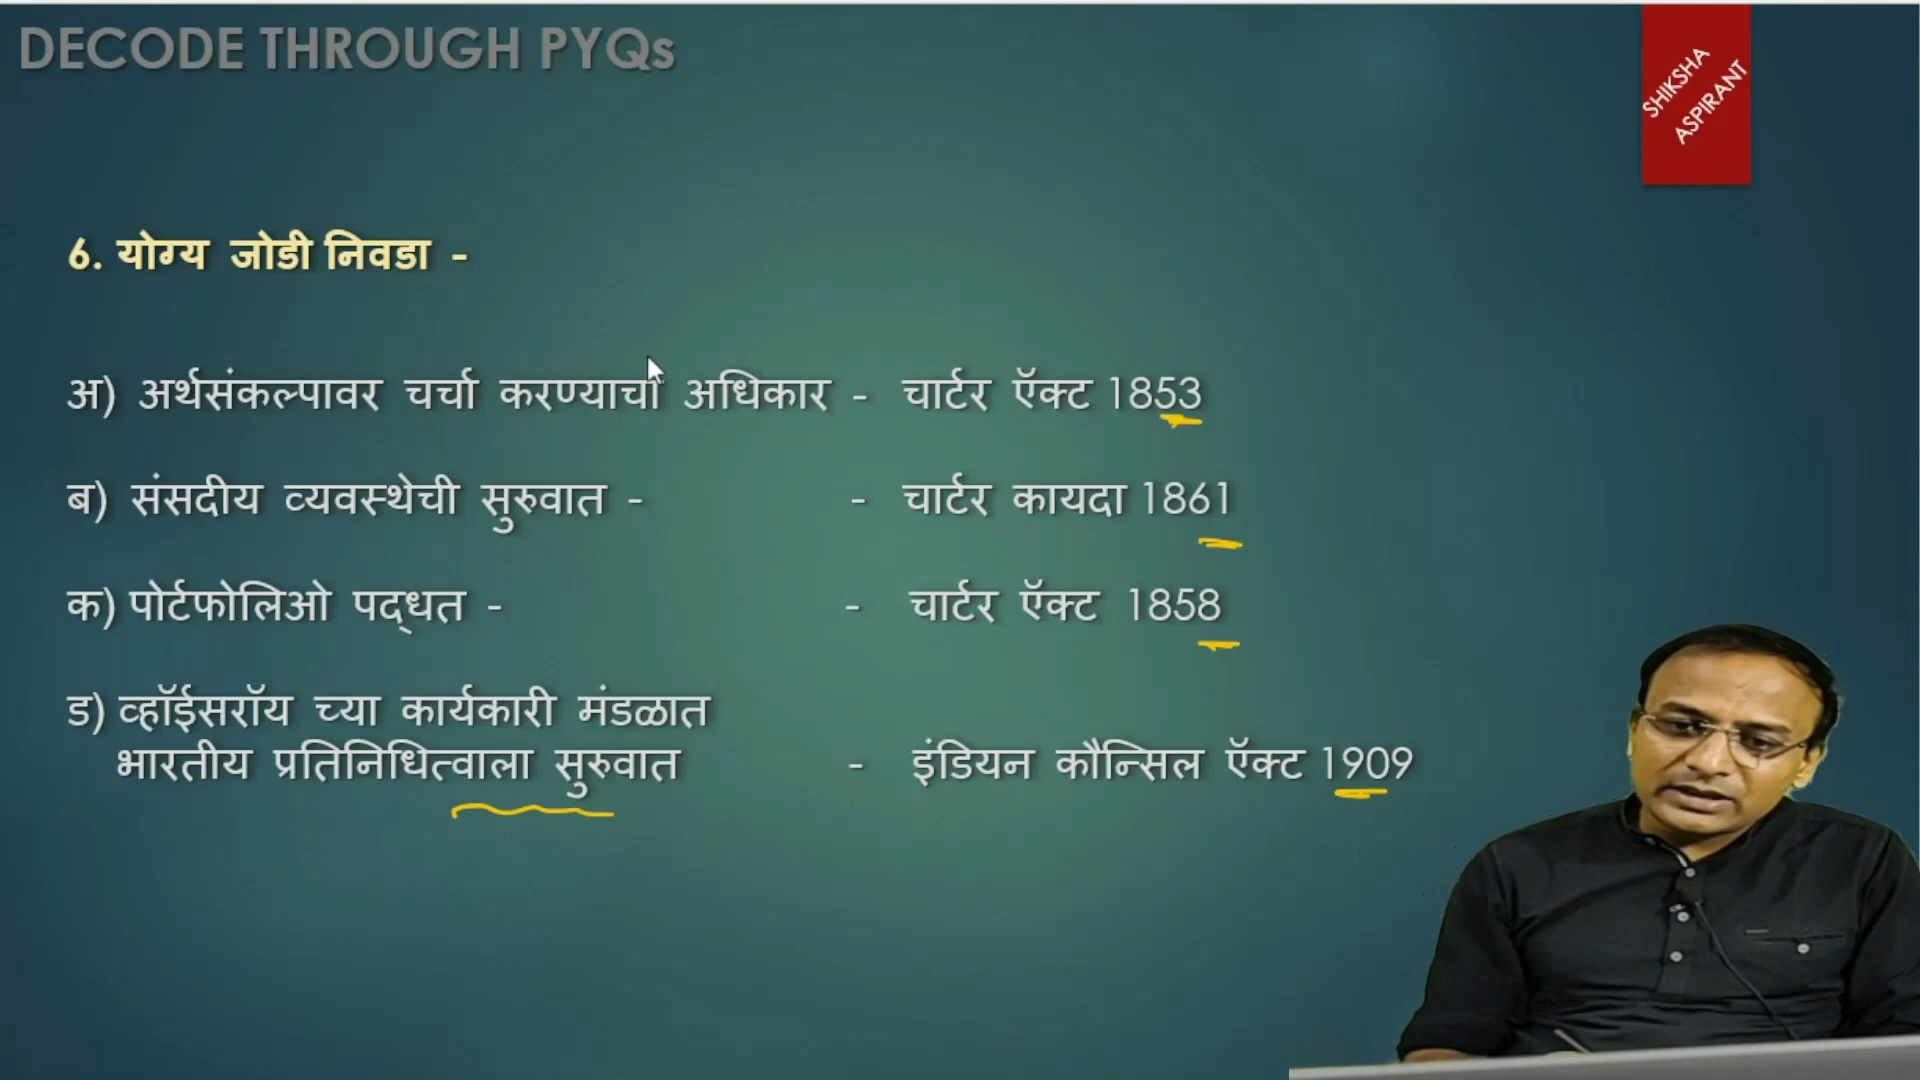 DECODE THROUGH PYQs
SHIKSHA
ASPIRANT
6. योग्य जोडी निवडा -
अ) अर्थसंकल्पावर चर्चा करण्याचा अधिकार - चार्टर ऍक्ट 1853
ब) संसदीय व्यवस्थेची सुरुवात - - चार्टर कायदा 1861
क) पोर्टफोलिओ पद्धत - - चार्टर ऍक्ट 1858
ड) व्हॉईसरॉय च्या कार्यकारी मंडळात
भारतीय प्रतिनिधित्वाला सुरुवात - इंडियन कौन्सिल ऍक्ट 1909